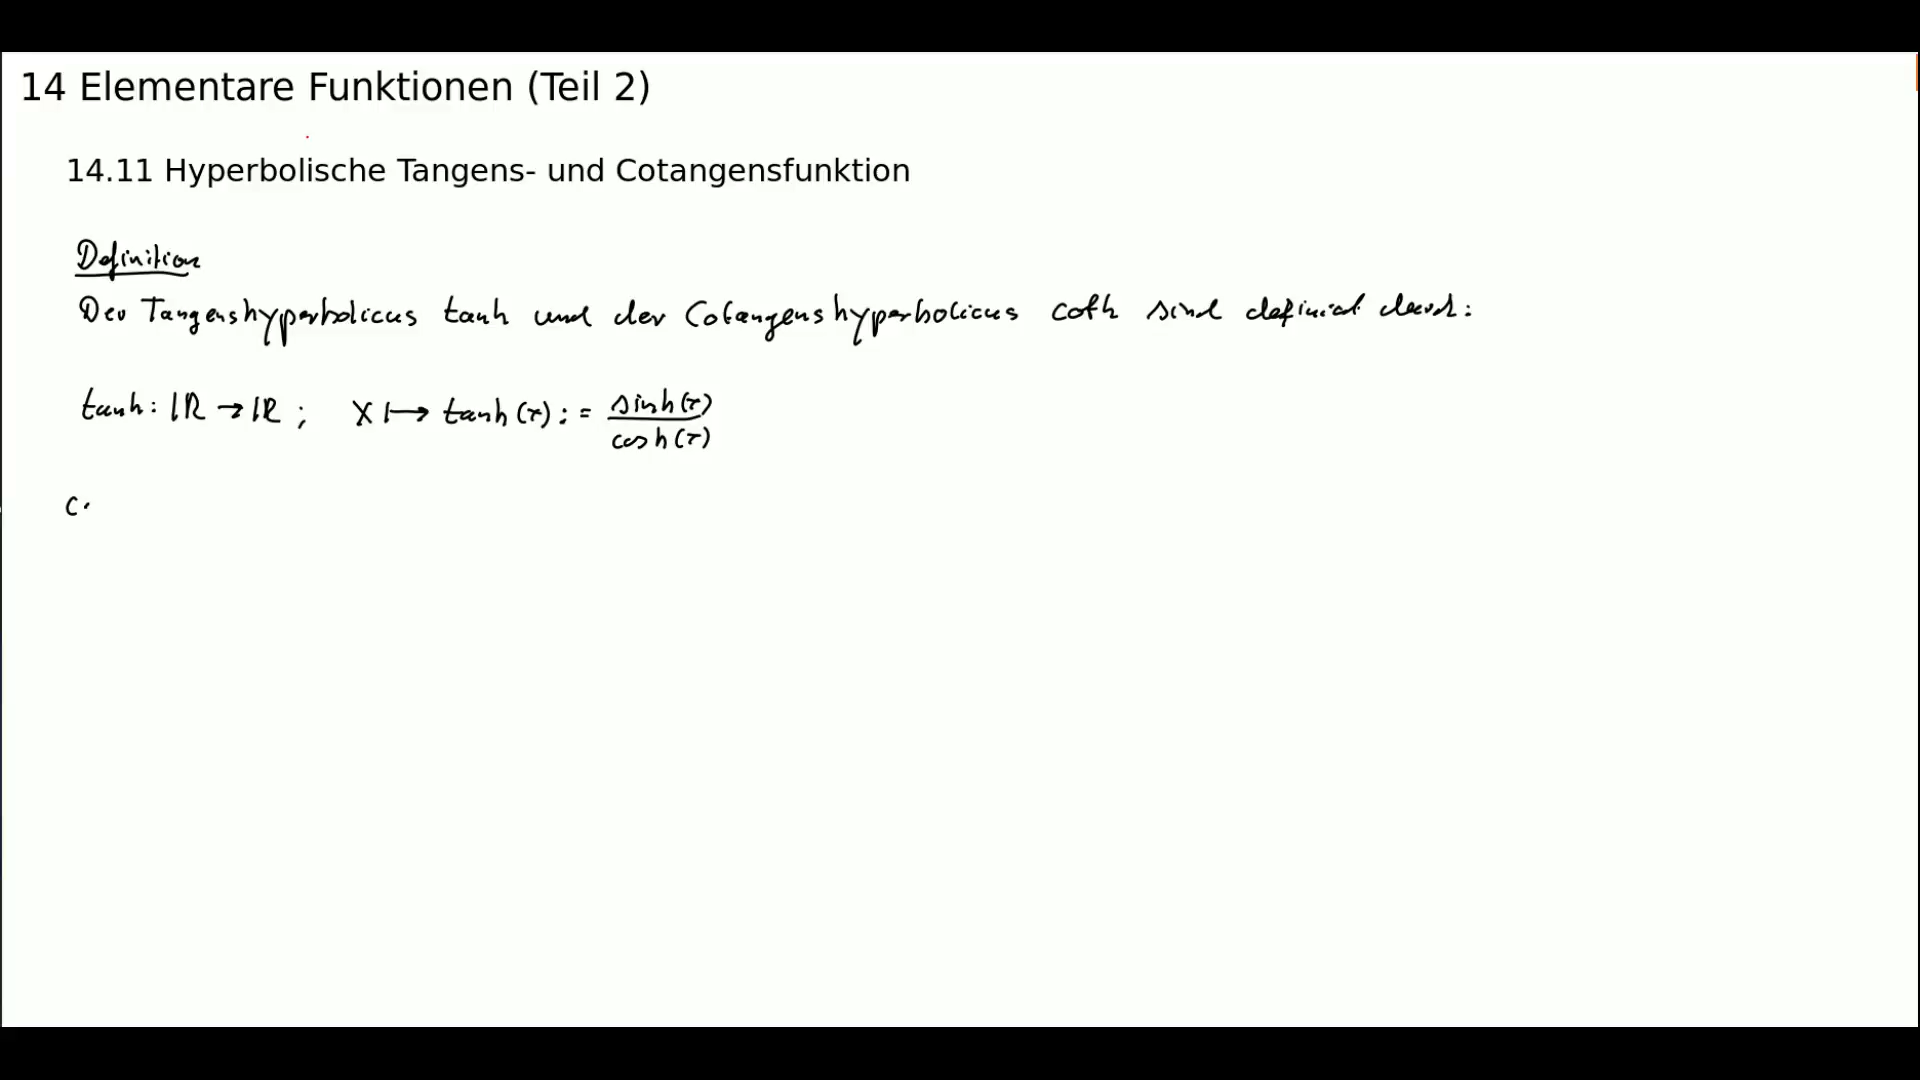 14 Elementare Funktionen (Teil 2)
14.11 Hyperbolische Tangens- und Cotangensfunktion
Definition
Der Tangenshyperbolicus tanh und der Cotangenshyperbolicus coth sind definiert durch:
tanh: ℝ → ℝ ; x ↦ tanh(x) := sinh(x) / cosh(x)
c